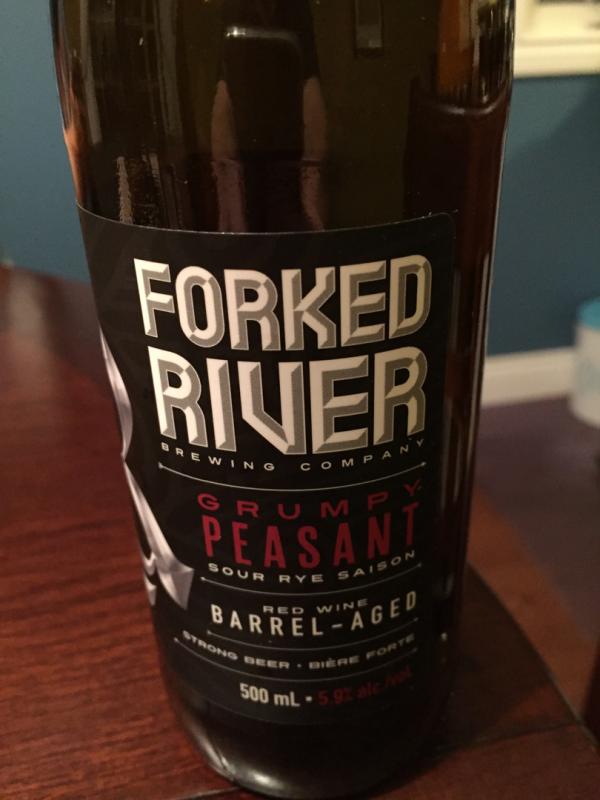 FORKED
RIVER
BREWING COMPANY
GRUMPY
PEASANT
SOUR RYE SAISON
RED WINE
BARREL-AGED
STRONG BEER • BIÈRE FORTE
500 mL • 5.9% alc./vol.